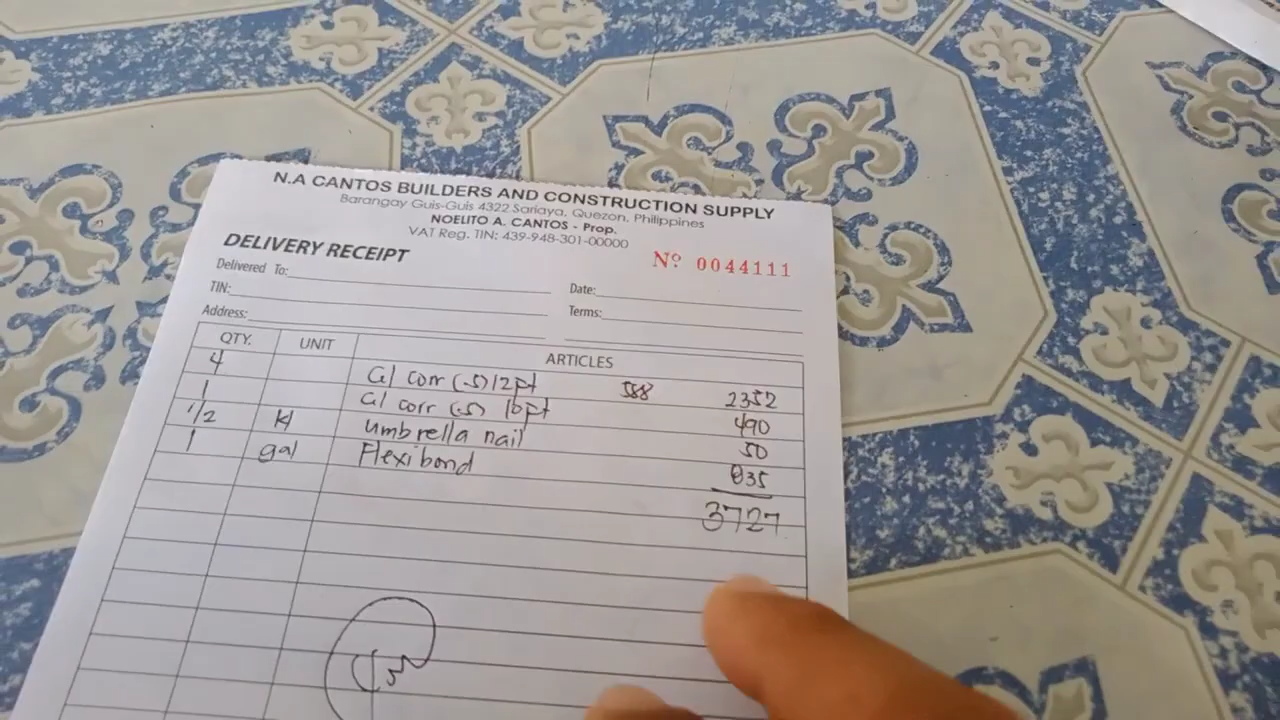 N.A CANTOS BUILDERS AND CONSTRUCTION SUPPLY
Barangay Guis-Guis 4322 Sariaya, Quezon, Philippines
NOELITO A. CANTOS - Prop.
VAT Reg. TIN: 439-948-301-00000
DELIVERY RECEIPT
Nº 0044111
Delivered To:
Date:
TIN:
Terms:
Address:
QTY. UNIT ARTICLES
4 GI corr (.5) 12ft 588 2352
1 GI corr (.5) 10ft 490
1/2 kl umbrella nail 50
1 gal Flexibond 835
3727